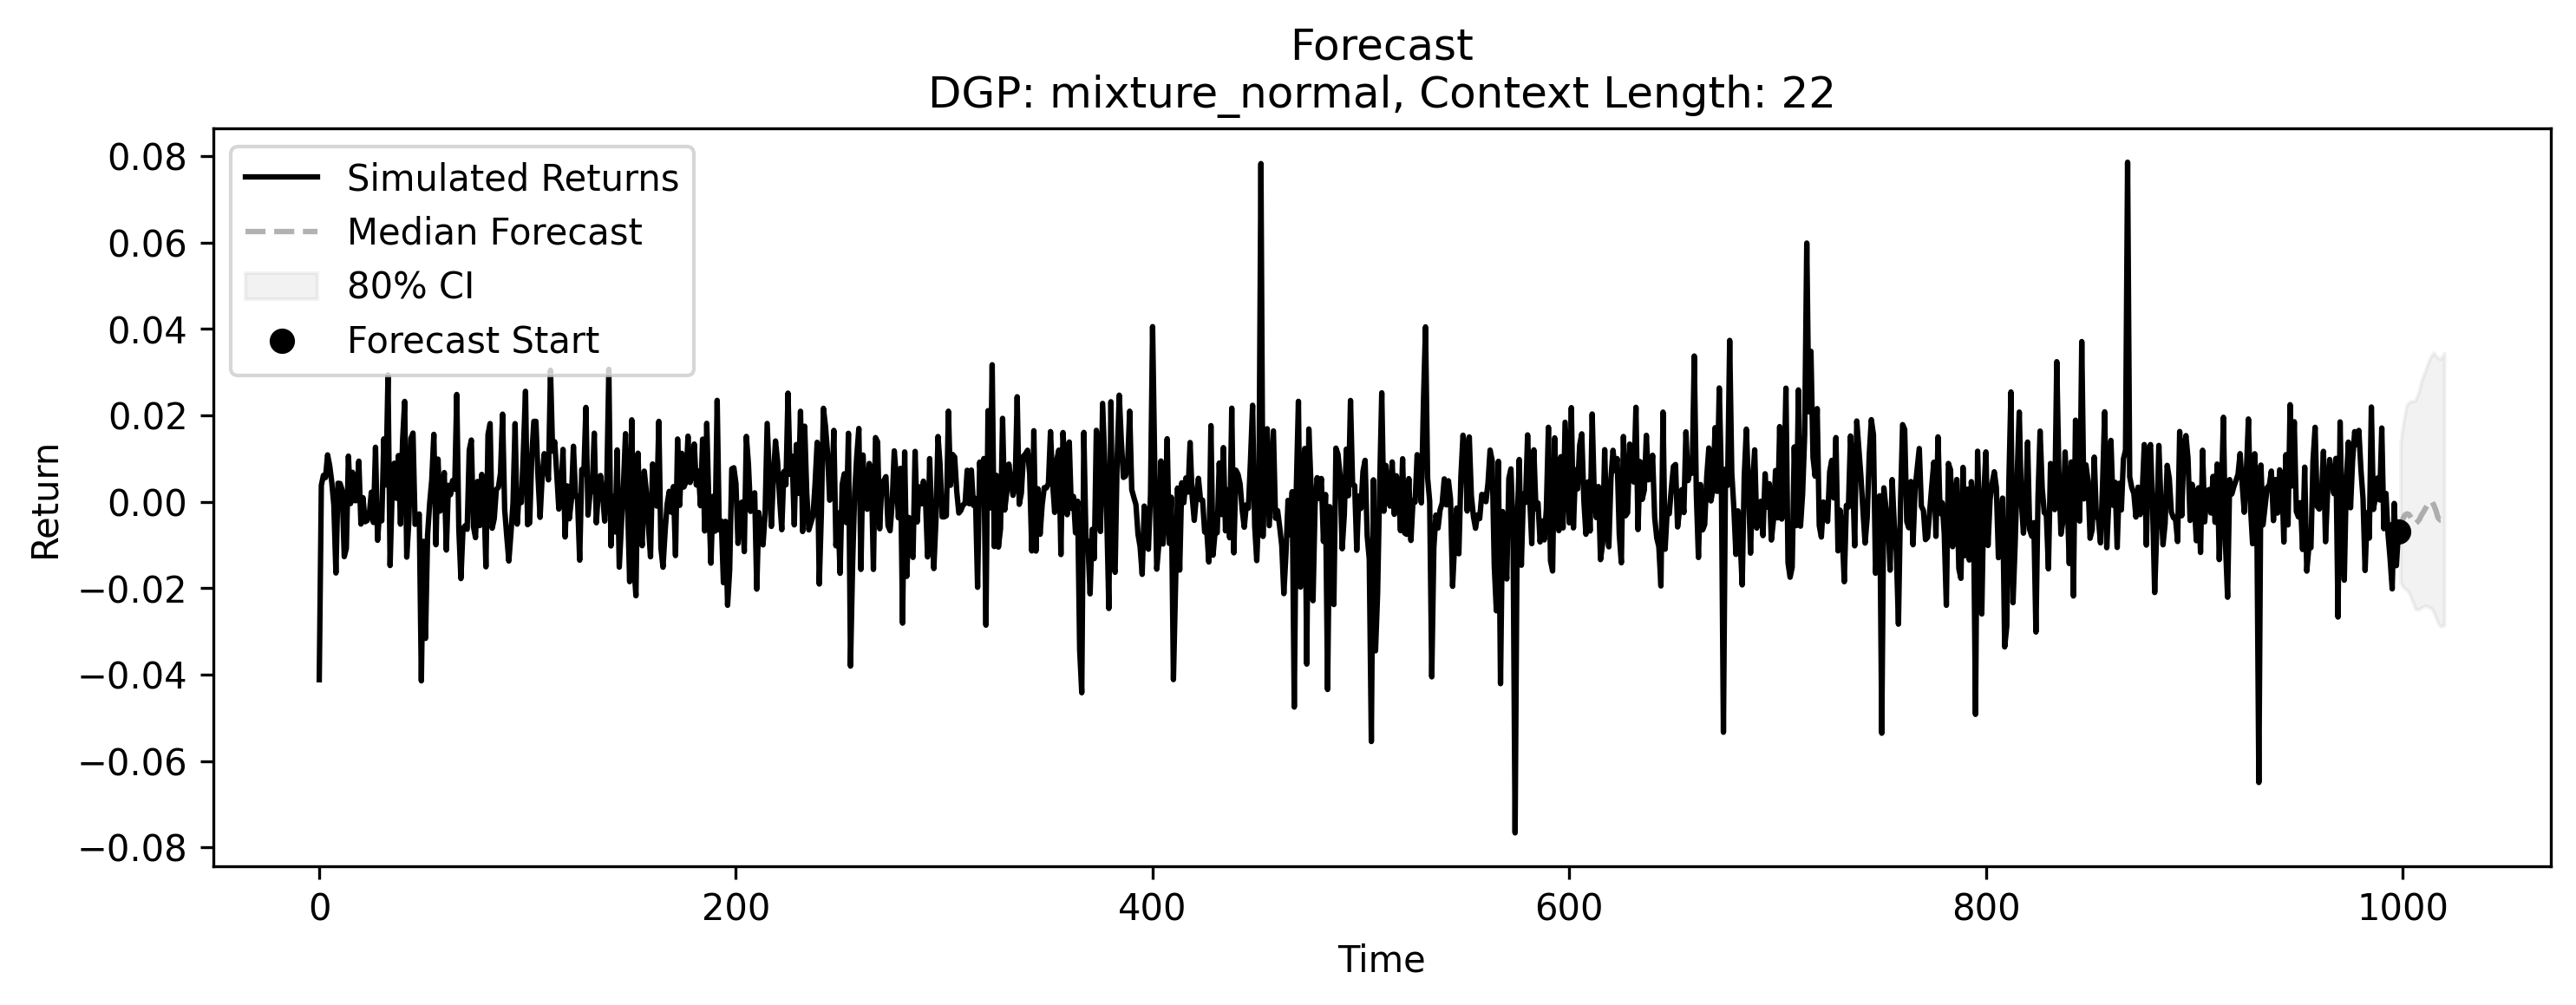 Forecast
DGP: mixture_normal, Context Length: 22
Return
0.08
0.06
0.04
0.02
0.00
−0.02
−0.04
−0.06
−0.08
Simulated Returns
Median Forecast
80% CI
Forecast Start
0
200
400
600
800
1000
Time